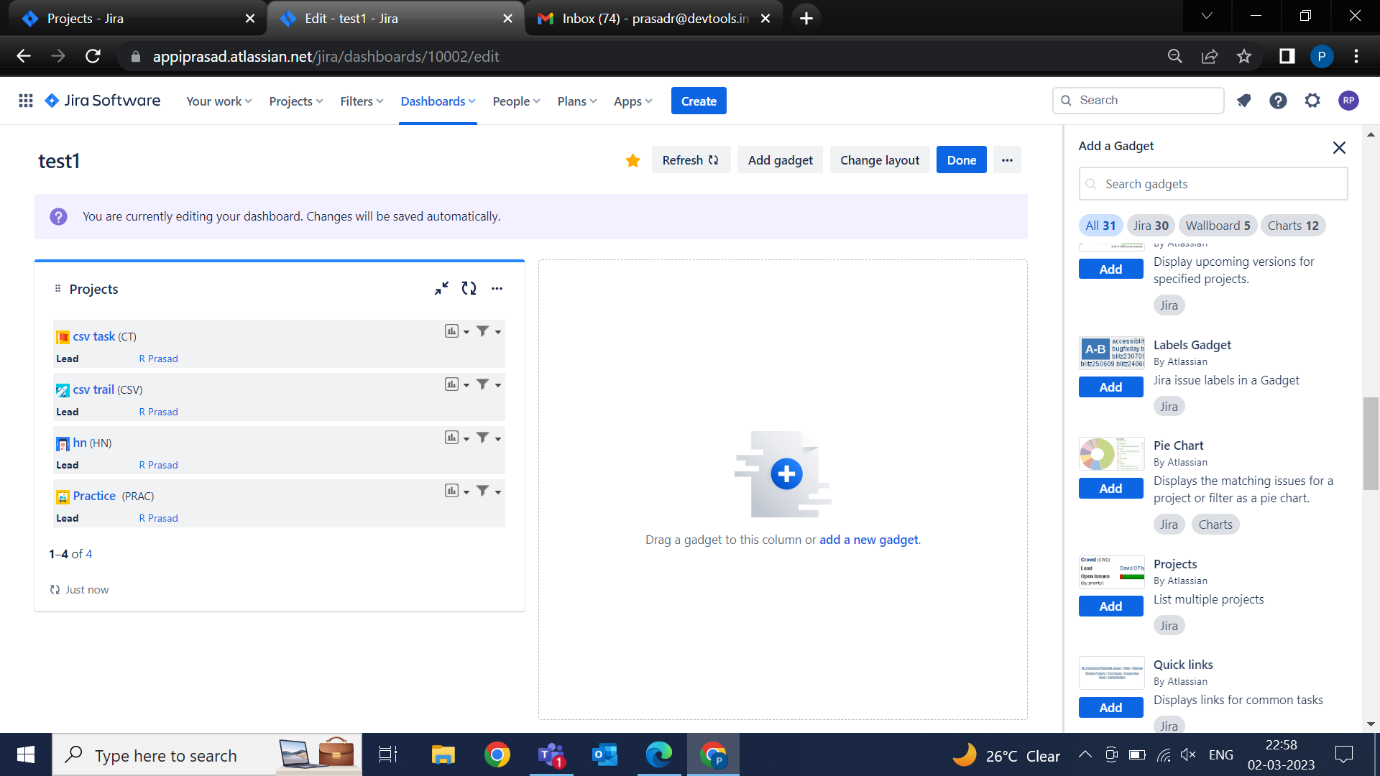 Projects - Jira
Edit - test1 - Jira
Inbox (74) - prasadr@devtools.in
appiprasad.atlassian.net/jira/dashboards/10002/edit
P
Jira Software
Your work
Projects
Filters
Dashboards
People
Plans
Apps
Create
Search
RP
test1
Refresh
Add gadget
Change layout
Done
You are currently editing your dashboard. Changes will be saved automatically.
Projects
csv task (CT)
Lead R Prasad
csv trail (CSV)
Lead R Prasad
hn (HN)
Lead R Prasad
Practice (PRAC)
Lead R Prasad
1–4 of 4
Just now
Drag a gadget to this column or add a new gadget.
Add a Gadget
Search gadgets
All 31
Jira 30
Wallboard 5
Charts 12
By Atlassian
Add
Display upcoming versions for
specified projects.
Jira
A-B
Labels Gadget
By Atlassian
Add
Jira issue labels in a Gadget
Jira
Pie Chart
By Atlassian
Add
Displays the matching issues for a
project or filter as a pie chart.
Jira
Charts
Lead
Open Issues
Projects
By Atlassian
Add
List multiple projects
Jira
Quick links
By Atlassian
Add
Displays links for common tasks
Jira
Type here to search
1
P
26°C Clear
ENG
22:58
02-03-2023